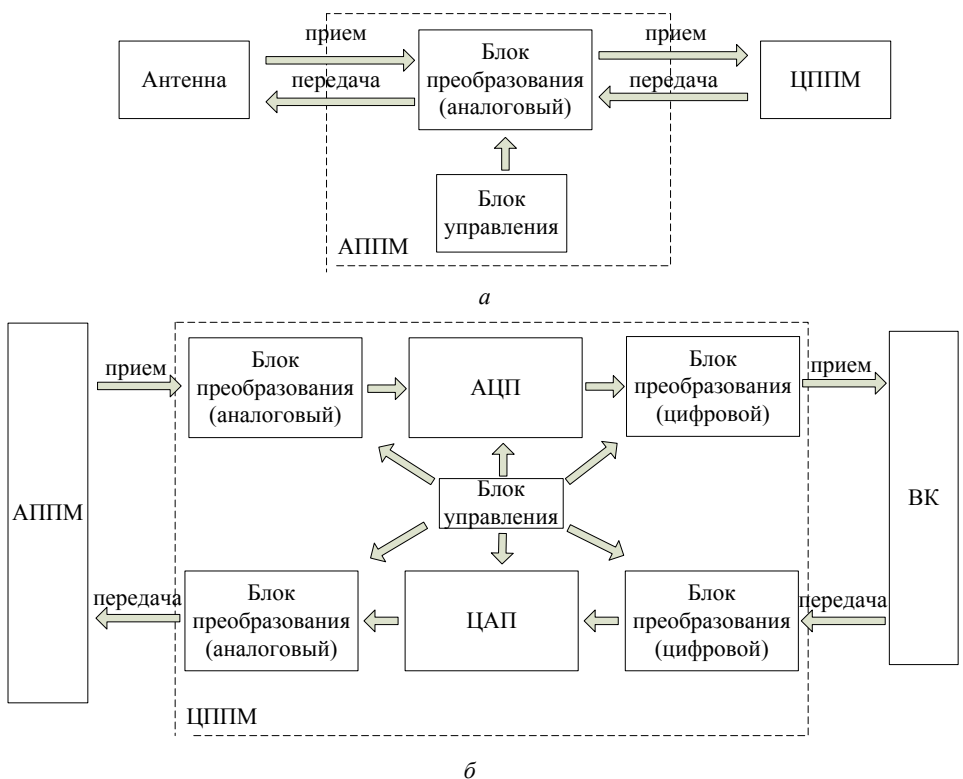 прием
прием
Антенна
Блок
преобразования
(аналоговый)
ЦППМ
передача
передача
Блок
управления
АППМ
а
АППМ
прием
Блок
преобразования
(аналоговый)
АЦП
Блок
преобразования
(цифровой)
прием
ВК
Блок
управления
передача
Блок
преобразования
(аналоговый)
ЦАП
Блок
преобразования
(цифровой)
передача
ЦППМ
б